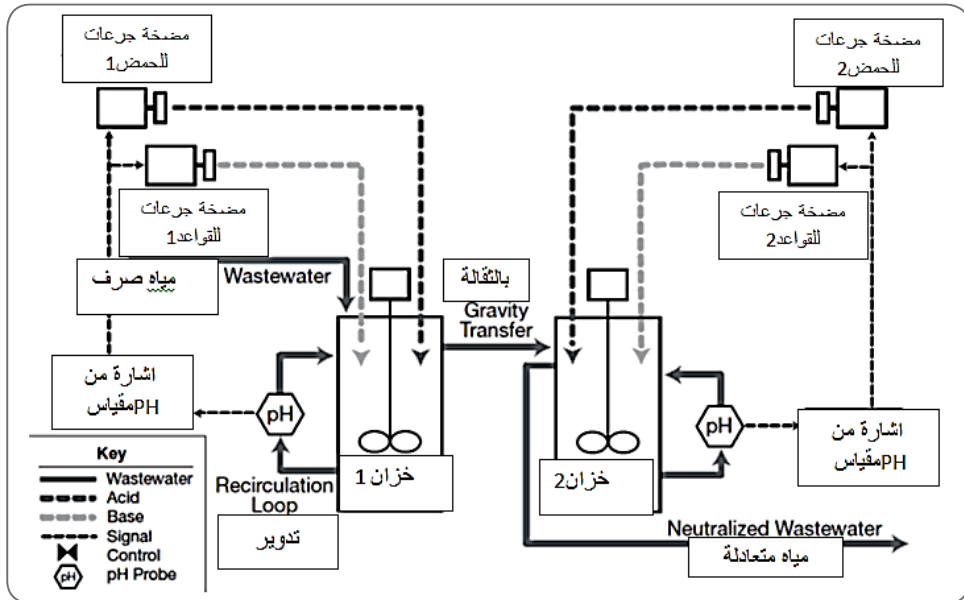 مضخة جرعات
للحمض1
مضخة جرعات
للحمض2
مضخة جرعات
للقواعد1
مضخة جرعات
للقواعد2
مياه صرف
Wastewater
بالثقالة
Gravity
Transfer
اشارة من
مقياسPH
pH
pH
اشارة من
مقياسPH
خزان 1
خزان2
Recirculation
Loop
تدوير
Neutralized Wastewater
مياه متعادلة
Key
Wastewater
Acid
Base
Signal
Control
pH
pH Probe